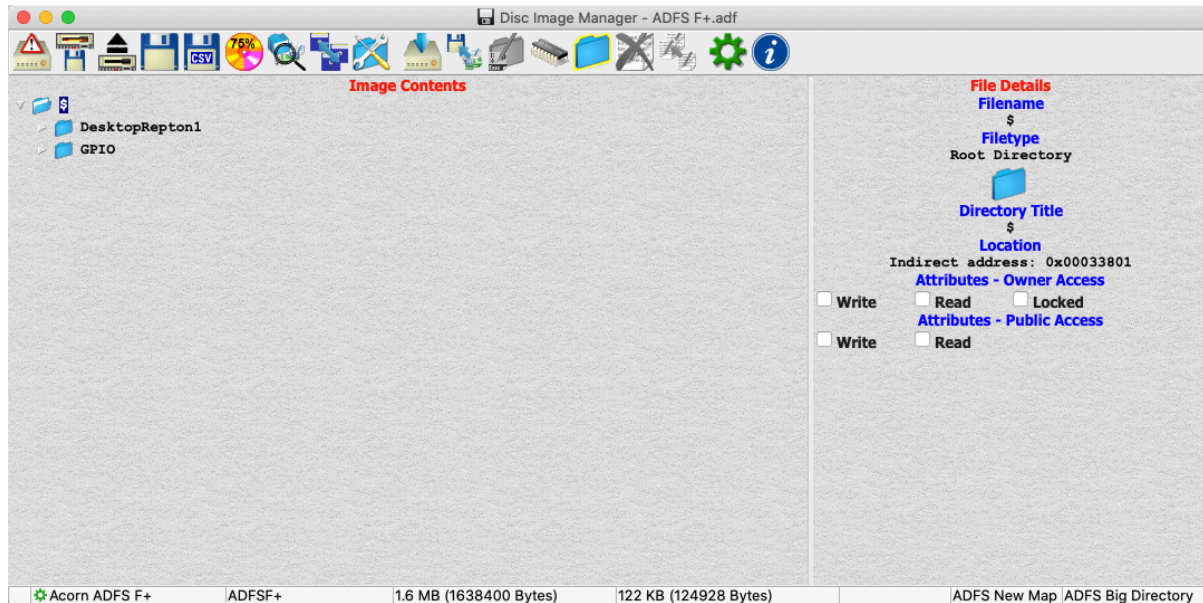 Disc Image Manager - ADFS F+.adf
CSV
75%
Image Contents
$
DesktopRepton1
GPIO
File Details
Filename
$
Filetype
Root Directory
Directory Title
$
Location
Indirect address: 0x00033801
Attributes - Owner Access
Write Read Locked
Attributes - Public Access
Write Read
Acorn ADFS F+ ADFSF+ 1.6 MB (1638400 Bytes) 122 KB (124928 Bytes) ADFS New Map ADFS Big Directory